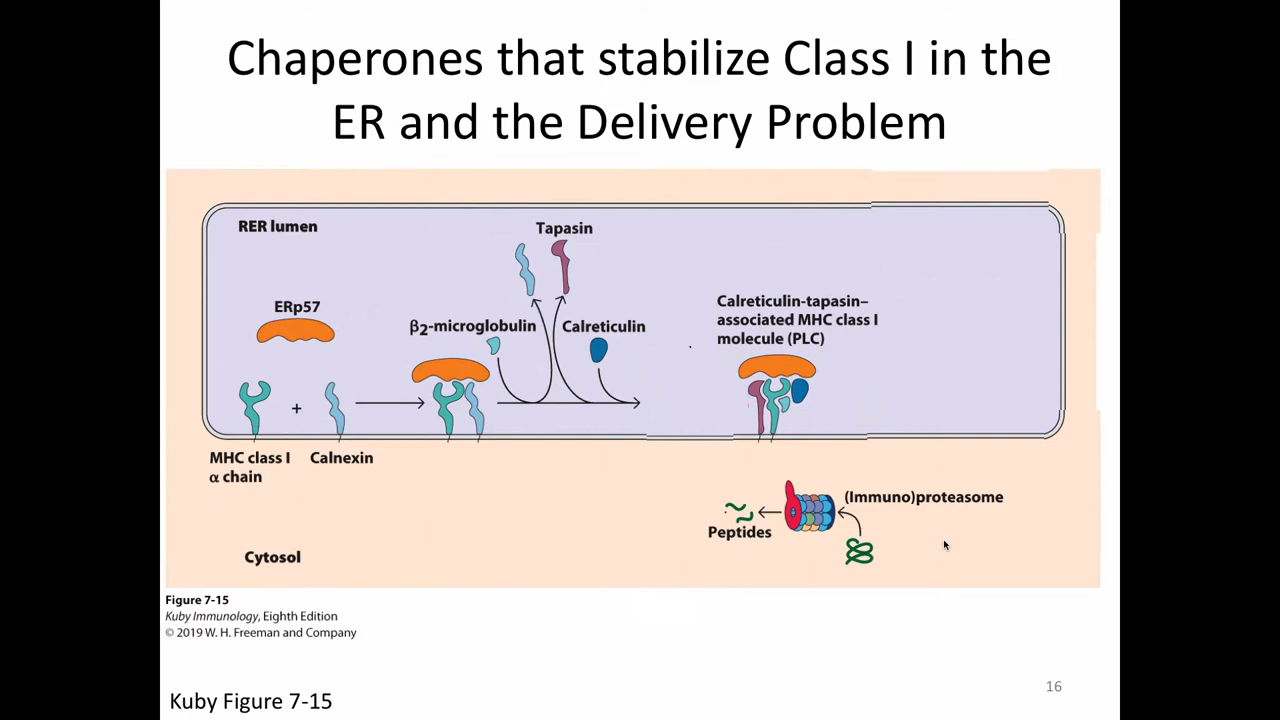 Chaperones that stabilize Class I in the
ER and the Delivery Problem
RER lumen
Tapasin
ERp57
β2-microglobulin
Calreticulin
Calreticulin-tapasin–
associated MHC class I
molecule (PLC)
+
MHC class I
α chain
Calnexin
(Immuno)proteasome
Peptides
Cytosol
Figure 7-15
Kuby Immunology, Eighth Edition
© 2019 W. H. Freeman and Company
Kuby Figure 7-15
16